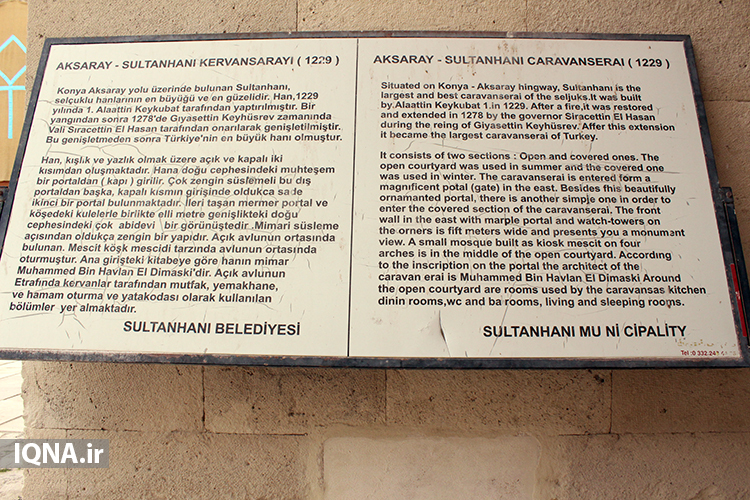 AKSARAY - SULTANHANI KERVANSARAYI ( 1229 )
Konya Aksaray yolu üzerinde bulunan Sultanhanı,
selçuklu hanlarının en büyüğü ve en güzelidir. Han,1229
yılında 1. Alaattin Keykubat tarafından yaptırılmıştır. Bir
yangından sonra 1278'de Gıyasettin Keyhüsrev zamanında
Vali Siracettin El Hasan tarafından onarılarak genişletilmiştir.
Bu genişletmeden sonra Türkiye'nin en büyük hanı olmuştur.
Han, kışlık ve yazlık olmak üzere açık ve kapalı iki
kısımdan oluşmaktadır. Hana doğu cephesindeki muhteşem
bir portaldan ( kapı ) girilir. Çok zengin süslemeli bu dış
portaldan başka, kapalı kısmın girişinde oldukca sade
ikinci bir portal bulunmaktadır. İleri taşan mermer portal ve
köşedeki kulelerle birlikte elli metre genişlikteki doğu
cephesindeki çok abidevi bir görünüştedir .Mimari süsleme
açısından oldukça zengin bir yapıdır. Açık avlunun ortasında
bulunan. Mescit köşk mescidi tarzında avlunun ortasında
oturmuştur. Ana girişteki kitabeye göre hanın mimar
Muhammed Bin Havlan El Dimaski'dir. Açık avlunun
Etrafında kervanlar tarafından mutfak, yemakhane,
ve hamam oturma ve yatakodası olarak kullanılan
bölümler yer almaktadır.
SULTANHANI BELEDİYESİ
AKSARAY - SULTANHANI CARAVANSERAI ( 1229 )
Situated on Konya - Aksaray hingway, Sultanhanı is the
largest and best caravanserai of the seljuks.It was built
by.Alaattin Keykubat 1.in 1229. After a fire,it was restored
and extended in 1278 by the governor Siracettin El Hasan
during the reing of Giyasettin Keyhüsrev. Affer this extension
it became the largest caravanserai of Turkey.
It consists of two sections : Open and covered ones. The
open courtyard was used in summer and the covered one
was used in winter. The caravanserai is entered form a
magnificent potal (gate) in the east. Besides this beautifully
ornamanted portal, there is another simpje one in order to
enter the covered section of the caravanserai. The front
wall in the east with marple portal and watch-towers on
the orners is fift meters wide and presents you a monumant
view. A small mosque built as kiosk mescit on four
arches is in the middle of the open courtyard. According
to the inscription on the portal the architect of the
caravan erai is Muhammed Bin Havlan El Dimaski Around
the open courtyard are rooms used by the caravansas kitchen
dinin rooms,wc and ba rooms, living and sleeping rooms.
SULTANHANI MU Nİ CİPALİTY
Tel :0 332.242
IQNA.ir